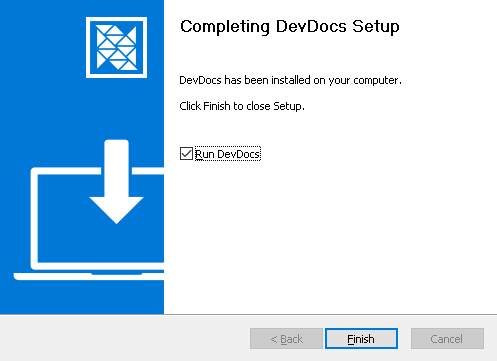 Completing DevDocs Setup
DevDocs has been installed on your computer.
Click Finish to close Setup.
Run DevDocs
< Back
Finish
Cancel